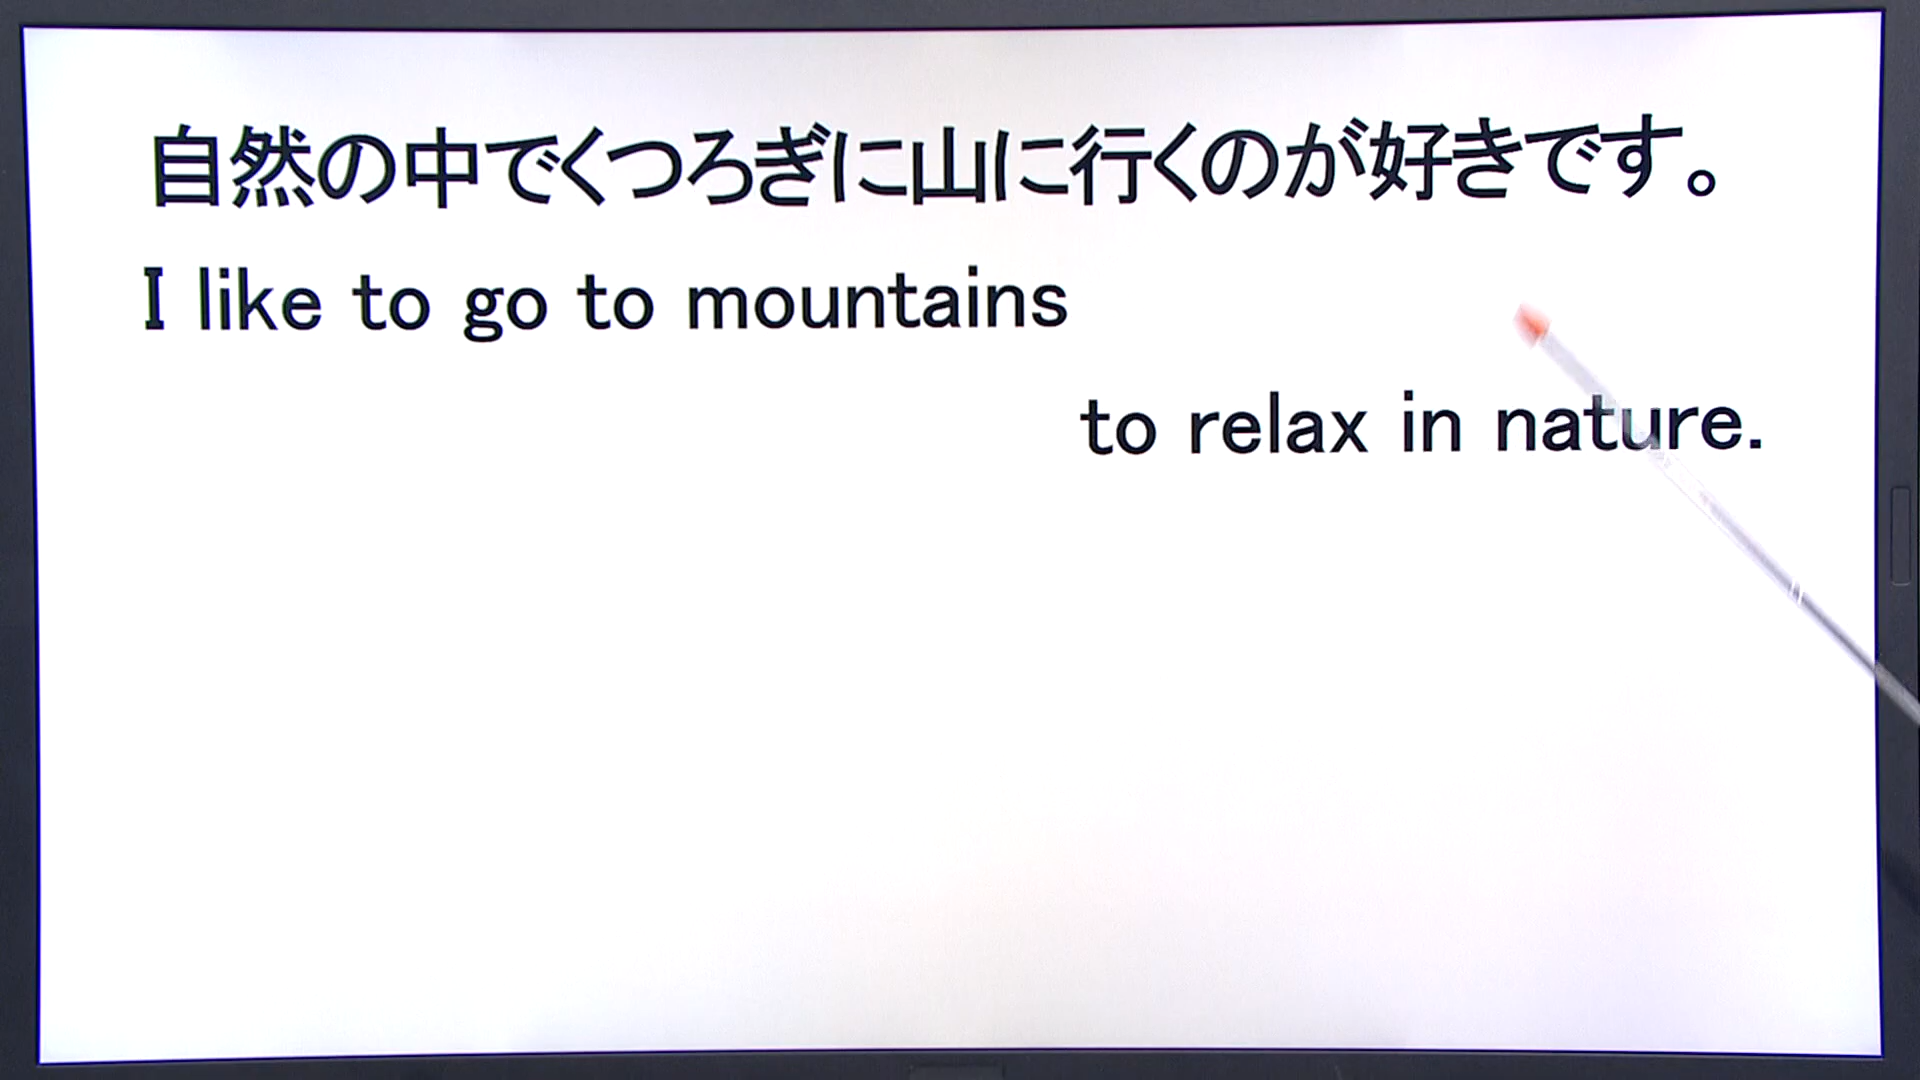 自然の中でくつろぎに山に行くのが好きです。
I like to go to mountains
to relax in nature.